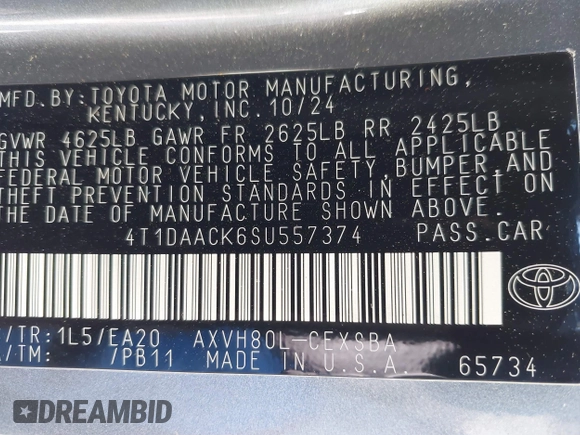 MFD.BY:TOYOTA MOTOR MANUFACTURING,
KENTUCKY,INC. 10/24
GVWR 4625LB GAWR FR 2625LB RR 2425LB
THIS VEHICLE CONFORMS TO ALL APPLICABLE
FEDERAL MOTOR VEHICLE SAFETY,BUMPER,AND
THEFT PREVENTION STANDARDS IN EFFECT ON
THE DATE OF MANUFACTURE SHOWN ABOVE.
4T1DAACK6SU557374 PASS.CAR
/TR:1L5/EA20 AXVH80L-CEXSBA
/TM: /PB11 MADE IN U.S.A. 65734
DREAMBID